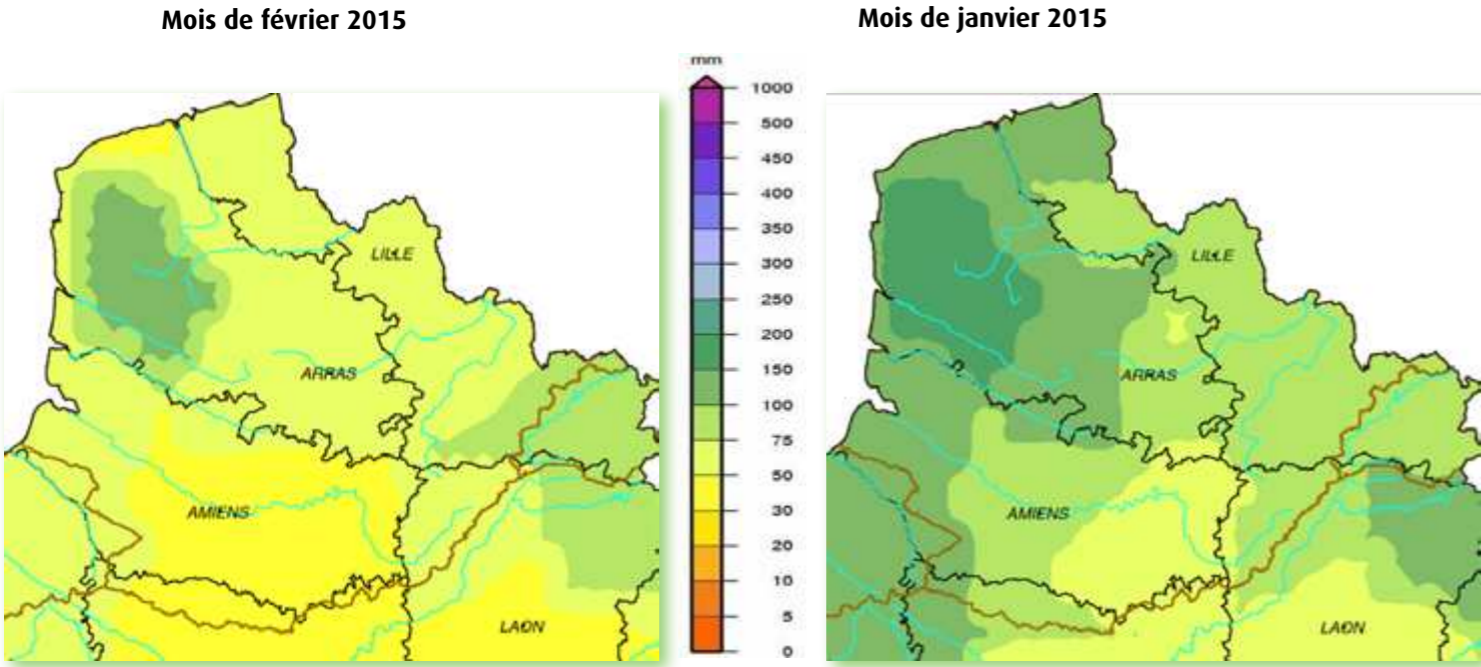 Mois de février 2015
Mois de janvier 2015
mm
1000
500
450
400
350
300
250
200
150
100
75
50
30
20
10
5
0
LILLE
ARRAS
AMIENS
LAON
LILLE
ARRAS
AMIENS
LAON